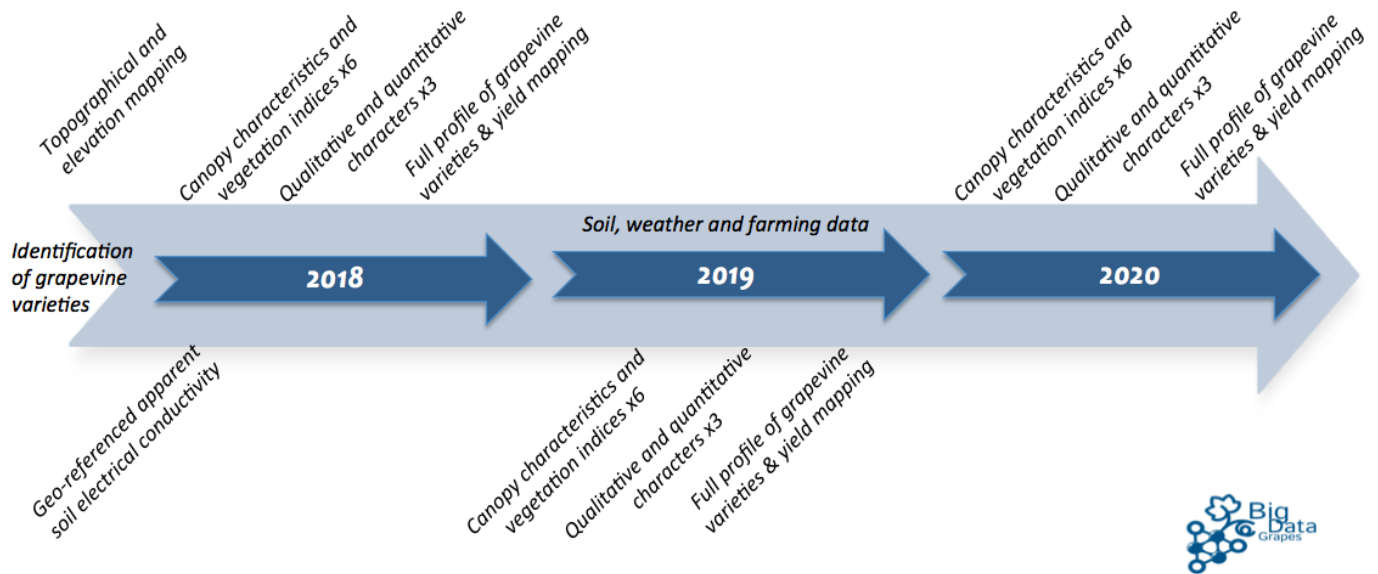 Topographical and
elevation mapping
Canopy characteristics and
vegetation indices x6
Qualitative and quantitative
characters x3
Full profile of grapevine
varieties & yield mapping
Canopy characteristics and
vegetation indices x6
Qualitative and quantitative
characters x3
Full profile of grapevine
varieties & yield mapping
Soil, weather and farming data
Identification
of grapevine
varieties
2018
2019
2020
Geo-referenced apparent
soil electrical conductivity
Canopy characteristics and
vegetation indices x6
Qualitative and quantitative
characters x3
Full profile of grapevine
varieties & yield mapping
Big
Data
Grapes